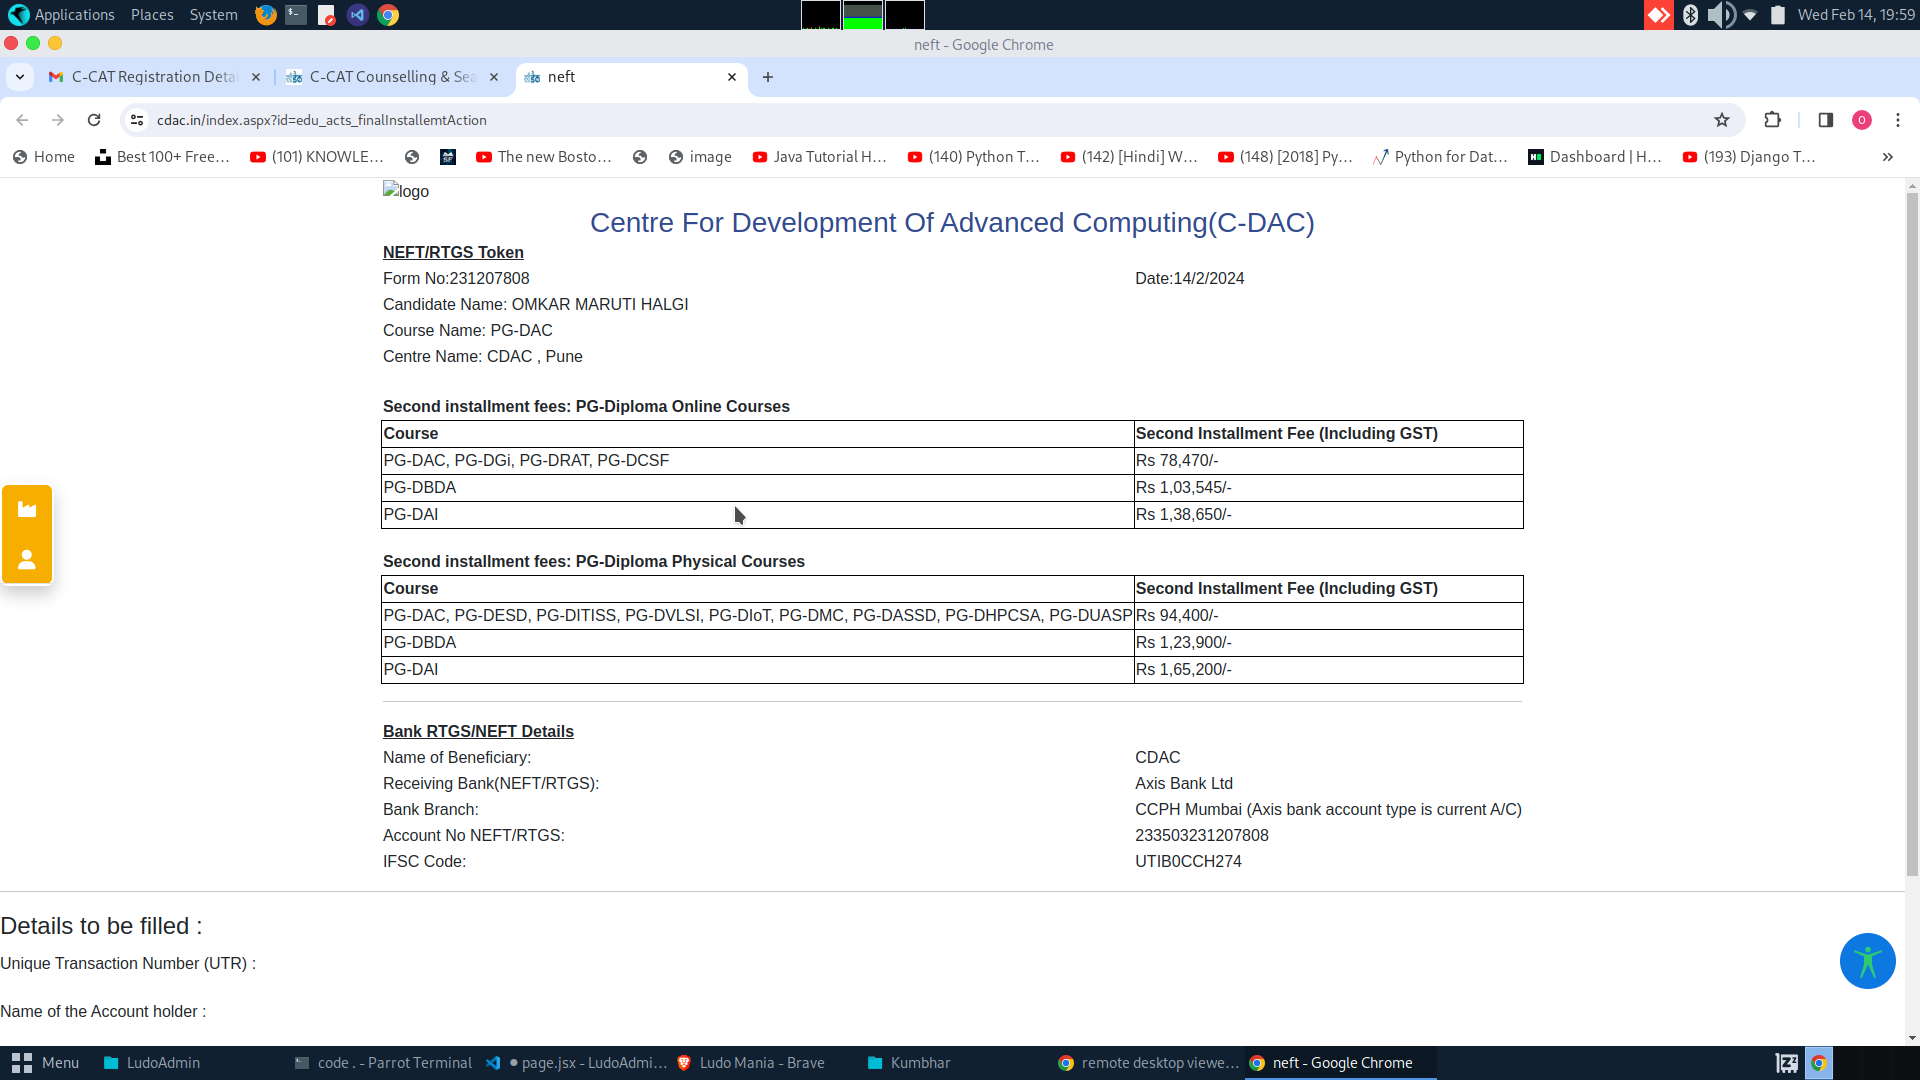 Applications Places System
Wed Feb 14, 19:59
neft - Google Chrome
C-CAT Registration Deta
C-CAT Counselling & Sea
neft
cdac.in/index.aspx?id=edu_acts_finalInstallemtAction
O
Home
Best 100+ Free...
(101) KNOWLE...
The new Bosto...
image
Java Tutorial H...
(140) Python T...
(142) [Hindi] W...
(148) [2018] Py...
Python for Dat...
Dashboard | H...
(193) Django T...
logo
Centre For Development Of Advanced Computing(C-DAC)
NEFT/RTGS Token
Form No:231207808 Date:14/2/2024
Candidate Name: OMKAR MARUTI HALGI
Course Name: PG-DAC
Centre Name: CDAC , Pune
Second installment fees: PG-Diploma Online Courses
Course Second Installment Fee (Including GST)
PG-DAC, PG-DGi, PG-DRAT, PG-DCSF Rs 78,470/-
PG-DBDA Rs 1,03,545/-
PG-DAI Rs 1,38,650/-
Second installment fees: PG-Diploma Physical Courses
Course Second Installment Fee (Including GST)
PG-DAC, PG-DESD, PG-DITISS, PG-DVLSI, PG-DIoT, PG-DMC, PG-DASSD, PG-DHPCSA, PG-DUASP Rs 94,400/-
PG-DBDA Rs 1,23,900/-
PG-DAI Rs 1,65,200/-
Bank RTGS/NEFT Details
Name of Beneficiary: CDAC
Receiving Bank(NEFT/RTGS): Axis Bank Ltd
Bank Branch: CCPH Mumbai (Axis bank account type is current A/C)
Account No NEFT/RTGS: 233503231207808
IFSC Code: UTIB0CCH274
Details to be filled :
Unique Transaction Number (UTR) :
Name of the Account holder :
Menu
LudoAdmin
code . - Parrot Terminal
page.jsx - LudoAdmi...
Ludo Mania - Brave
Kumbhar
remote desktop viewe...
neft - Google Chrome